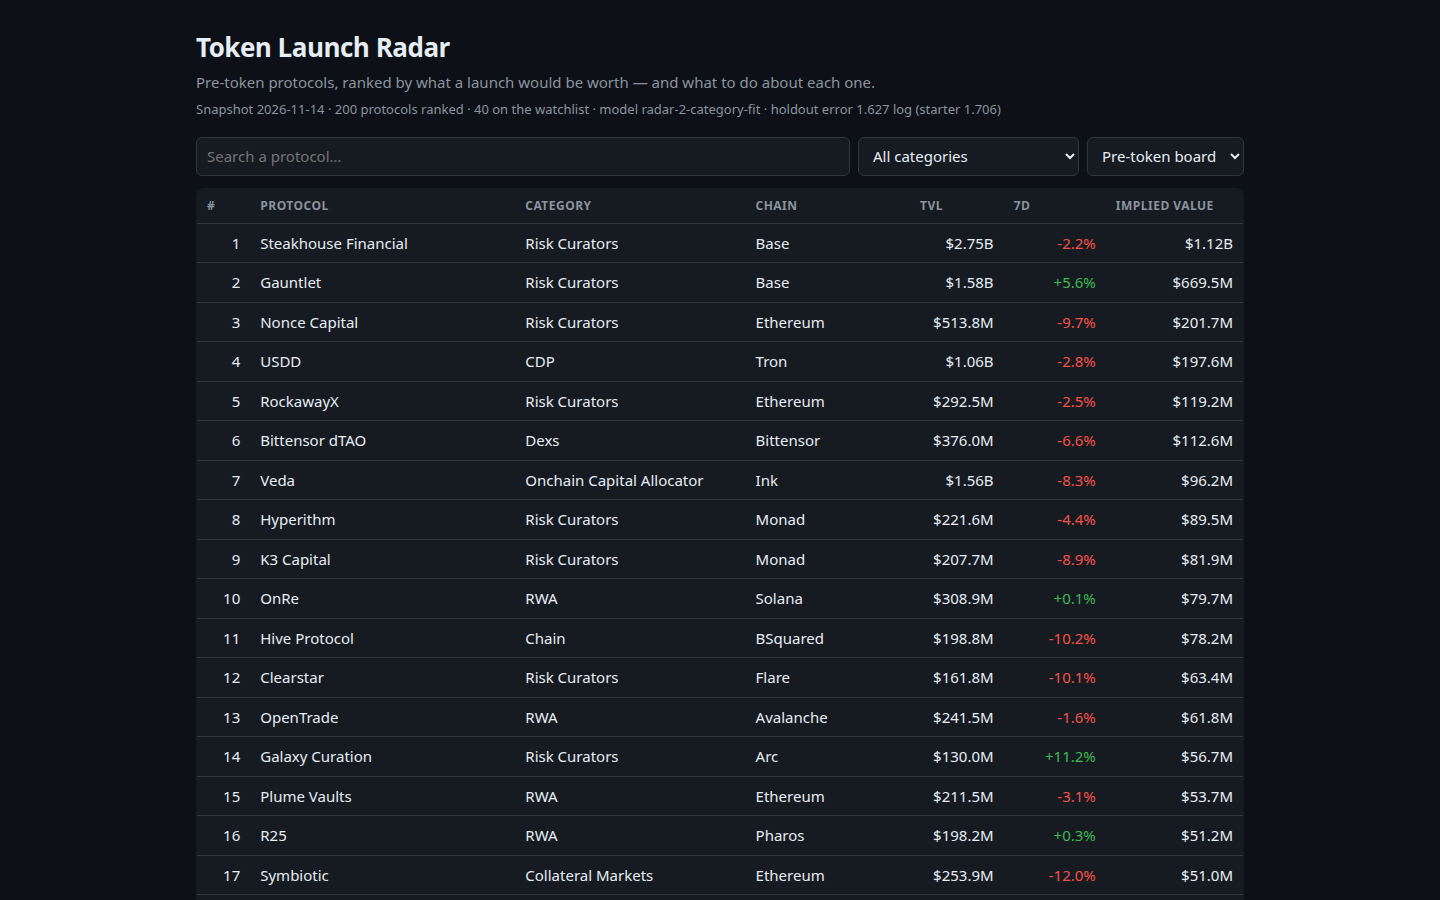 Token Launch Radar
Pre-token protocols, ranked by what a launch would be worth — and what to do about each one.
Snapshot 2026-11-14 · 200 protocols ranked · 40 on the watchlist · model radar-2-category-fit · holdout error 1.627 log (starter 1.706)
Search a protocol... All categories Pre-token board
# PROTOCOL CATEGORY CHAIN TVL 7D IMPLIED VALUE
1 Steakhouse Financial Risk Curators Base $2.75B -2.2% $1.12B
2 Gauntlet Risk Curators Base $1.58B +5.6% $669.5M
3 Nonce Capital Risk Curators Ethereum $513.8M -9.7% $201.7M
4 USDD CDP Tron $1.06B -2.8% $197.6M
5 RockawayX Risk Curators Ethereum $292.5M -2.5% $119.2M
6 Bittensor dTAO Dexs Bittensor $376.0M -6.6% $112.6M
7 Veda Onchain Capital Allocator Ink $1.56B -8.3% $96.2M
8 Hyperithm Risk Curators Monad $221.6M -4.4% $89.5M
9 K3 Capital Risk Curators Monad $207.7M -8.9% $81.9M
10 OnRe RWA Solana $308.9M +0.1% $79.7M
11 Hive Protocol Chain BSquared $198.8M -10.2% $78.2M
12 Clearstar Risk Curators Flare $161.8M -10.1% $63.4M
13 OpenTrade RWA Avalanche $241.5M -1.6% $61.8M
14 Galaxy Curation Risk Curators Arc $130.0M +11.2% $56.7M
15 Plume Vaults RWA Ethereum $211.5M -3.1% $53.7M
16 R25 RWA Pharos $198.2M +0.3% $51.2M
17 Symbiotic Collateral Markets Ethereum $253.9M -12.0% $51.0M